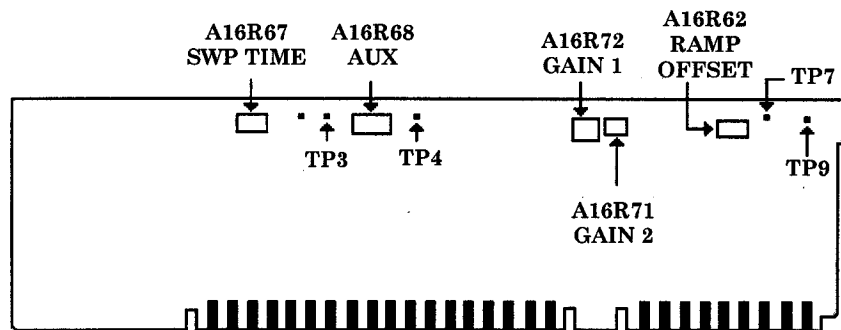 A16R67
SWP TIME
A16R68
AUX
A16R72
GAIN 1
A16R62
RAMP
OFFSET
TP7
TP3
TP4
TP9
A16R71
GAIN 2